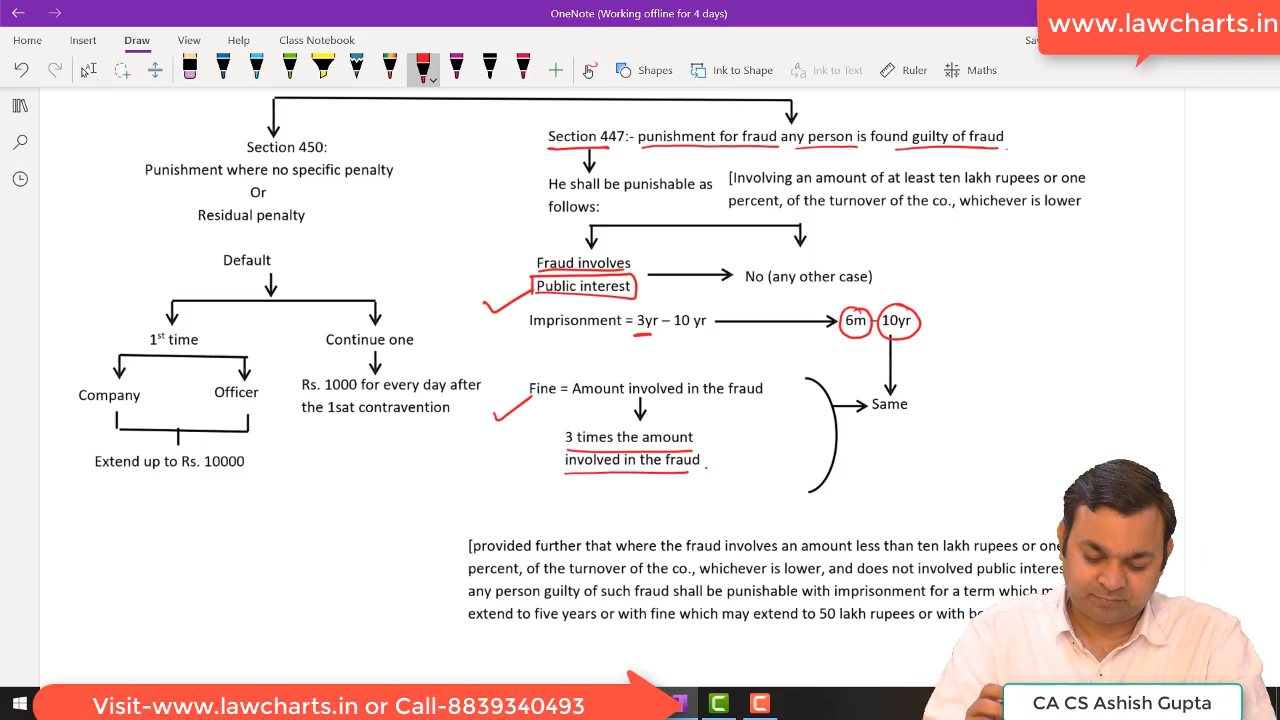 OneNote (Working offline for 4 days)
www.lawcharts.in
Home Insert Draw View Help Class Notebook
Shapes Ink to Shape Ink to Text Ruler Maths
Section 450:
Punishment where no specific penalty
Or
Residual penalty
Default
1st time
Continue one
Company
Officer
Rs. 1000 for every day after
the 1sat contravention
Extend up to Rs. 10000
Section 447:- punishment for fraud any person is found guilty of fraud
He shall be punishable as
follows:
[Involving an amount of at least ten lakh rupees or one
percent, of the turnover of the co., whichever is lower
Fraud involves
Public interest
No (any other case)
Imprisonment = 3yr – 10 yr
6m – 10yr
Fine = Amount involved in the fraud
Same
3 times the amount
involved in the fraud
[provided further that where the fraud involves an amount less than ten lakh rupees or one
percent, of the turnover of the co., whichever is lower, and does not involved public interest
any person guilty of such fraud shall be punishable with imprisonment for a term which
extend to five years or with fine which may extend to 50 lakh rupees or with
CA CS Ashish Gupta
Visit-www.lawcharts.in or Call-8839340493